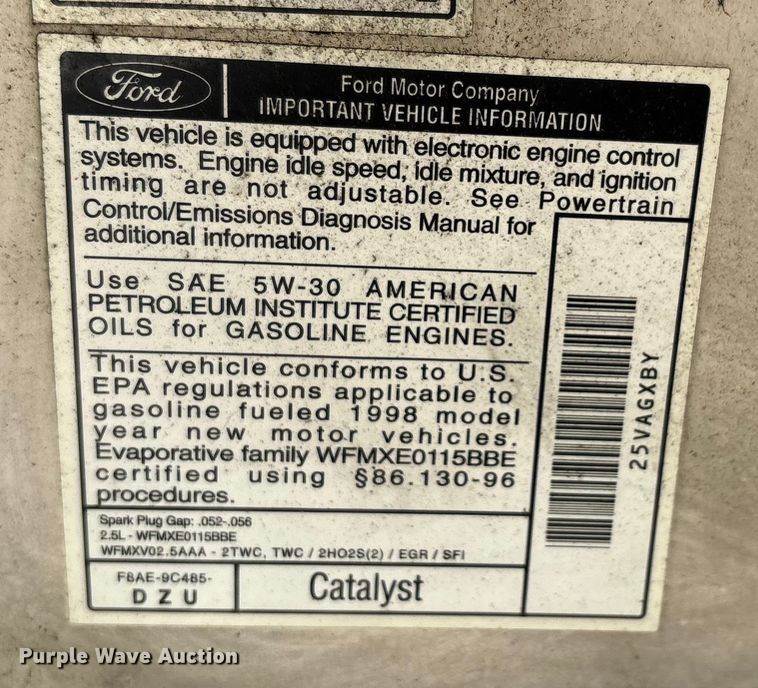 Ford
Ford Motor Company
IMPORTANT VEHICLE INFORMATION
This vehicle is equipped with electronic engine control
systems. Engine idle speed, idle mixture, and ignition
timing are not adjustable. See Powertrain
Control/Emissions Diagnosis Manual for
additional information.
Use SAE 5W-30 AMERICAN
PETROLEUM INSTITUTE CERTIFIED
OILS for GASOLINE ENGINES.
This vehicle conforms to U.S.
EPA regulations applicable to
gasoline fueled 1998 model
year new motor vehicles.
Evaporative family WFMXE0115BBE
certified using §86.130-96
procedures.
Spark Plug Gap: .052-.056
2.5L - WFMXE0115BBE
WFMXV02.5AAA - 2TWC, TWC / 2HO2S(2) / EGR / SFI
F8AE-9C485-
DZU
Catalyst
25VAGXBY
Purple Wave Auction